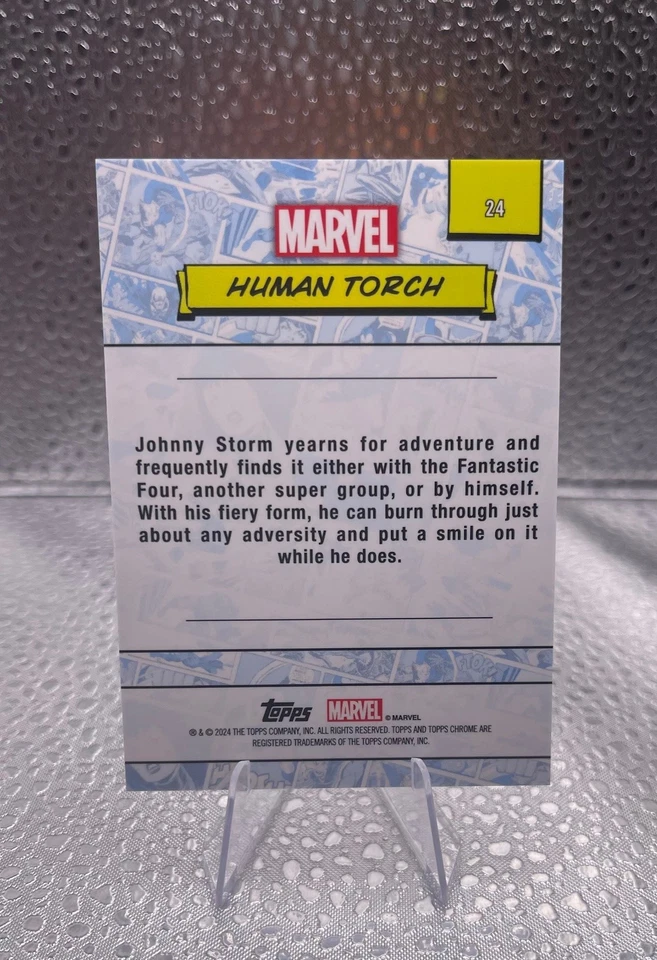 24
MARVEL
HUMAN TORCH
Johnny Storm yearns for adventure and
frequently finds it either with the Fantastic
Four, another super group, or by himself.
With his fiery form, he can burn through just
about any adversity and put a smile on it
while he does.
topps MARVEL © MARVEL
® & © 2024 THE TOPPS COMPANY, INC. ALL RIGHTS RESERVED. TOPPS AND TOPPS CHROME ARE
REGISTERED TRADEMARKS OF THE TOPPS COMPANY, INC.